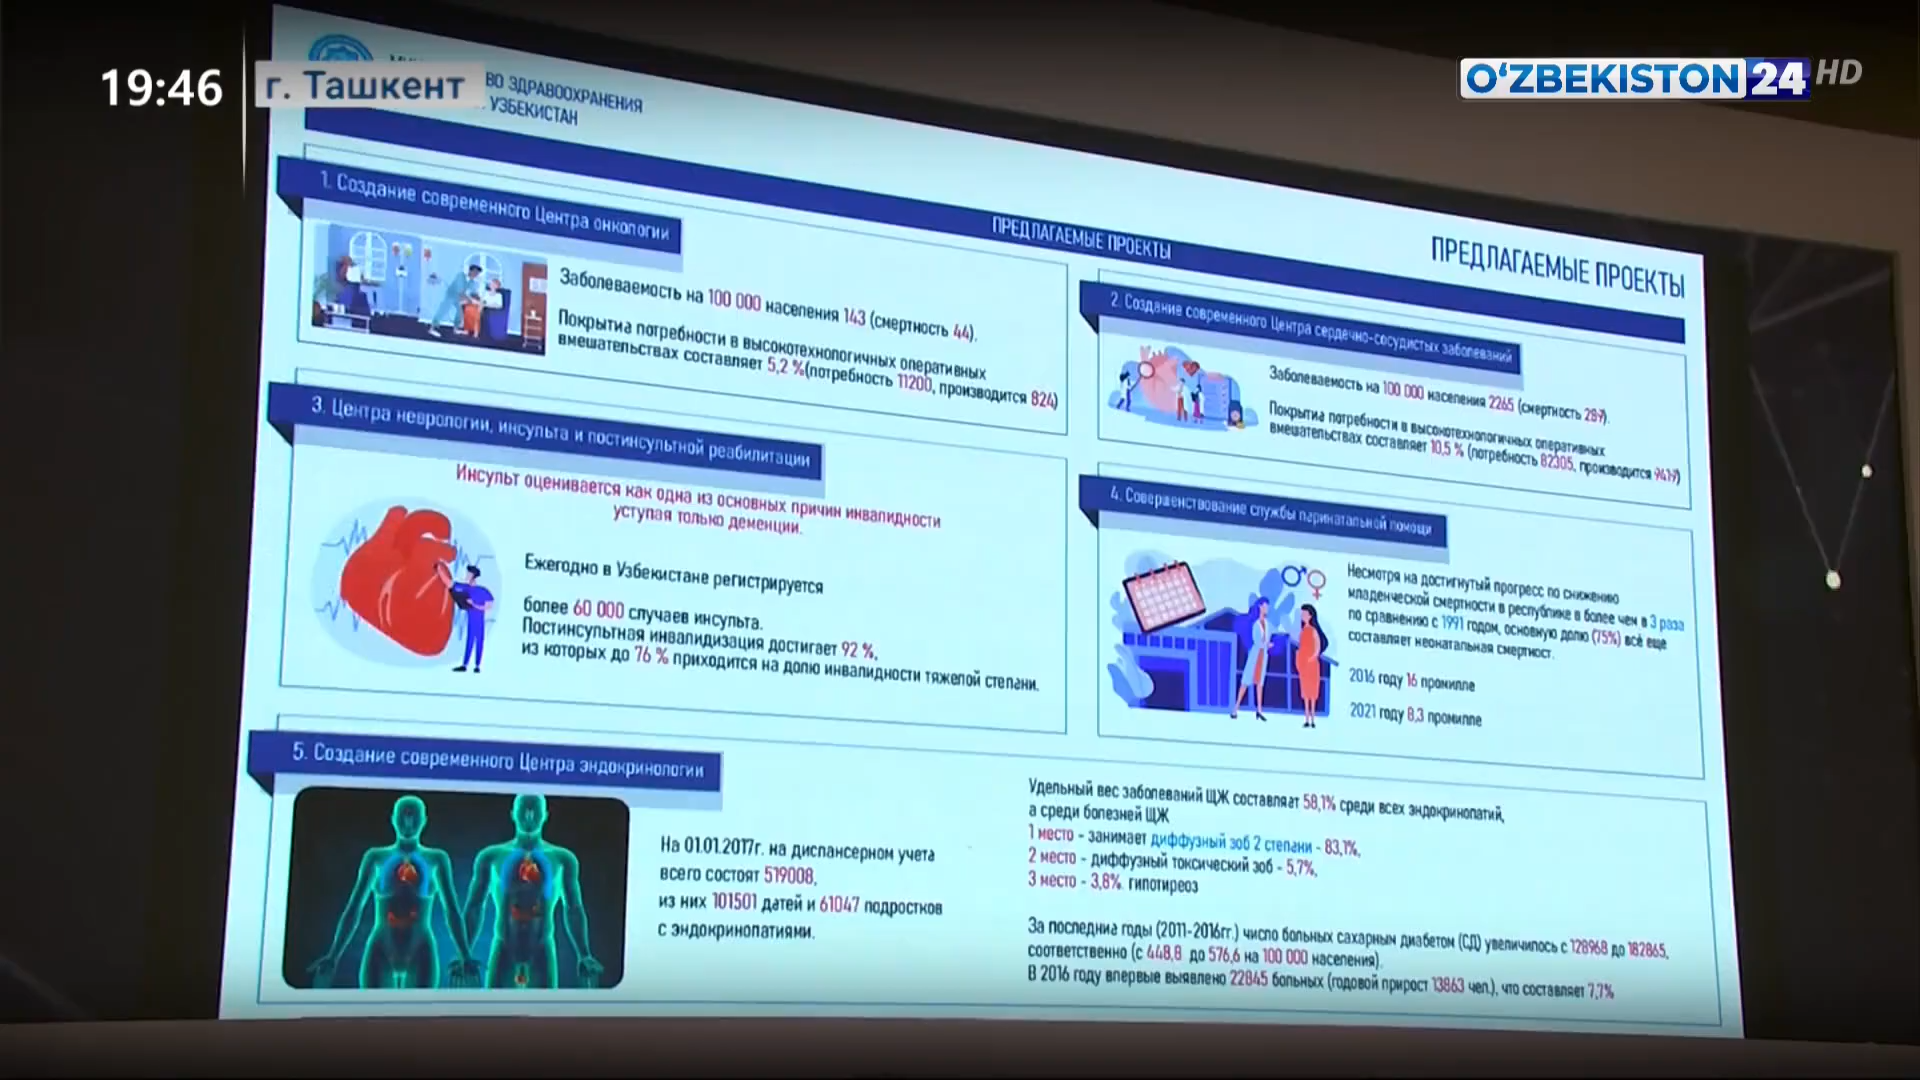 19:46
г. Ташкент
O‘ZBEKISTON 24 HD
ВО ЗДРАВООХРАНЕНИЯ
УЗБЕКИСТАН
ПРЕДЛАГАЕМЫЕ ПРОЕКТЫ
ПРЕДЛАГАЕМЫЕ ПРОЕКТЫ
1. Создание современного Центра онкологии
Заболеваемость на 100 000 населения 143 (смертность 44).
Покрытиа потребности в высокотехнологичных оперативных
вмешательствах составляет 5,2 %(потребность 11200, производится 824)
2. Создание современного Центра сердечно-сосудистых заболеваний
Заболеваемость на 100 000 населения 2265 (смертность 289).
Покрытиа потребности в высокотехнологичных оперативных
вмешательствах составляет 10,5 % (потребность 82305, производится 9419)
3. Центра неврологии, инсульта и постинсультной реабилитации
Инсульт оценивается как одна из основных причин инвалидности
уступая только деменции.
Ежегодно в Узбекистане регистрируется
более 60 000 случаев инсульта.
Постинсультная инвалидизация достигает 92 %,
из которых до 76 % приходится на долю инвалидности тяжелой степани.
4. Совершенствование службы паринатальной помощи
Несмотря на достигнутый прогресс по снижению
младенческой смертности в республике в более чем в 3 раза
по сравнению с 1991 годом, основную долю (75%) всё еще
составляет неонатальная смертност.
2016 году 16 промилле
2021 году 8,3 промилле
5. Создание современного Центра эндокринологии
На 01.01.2017г. на диспансерном учета
всего состоят 519008,
из них 101501 датей и 61047 подростков
с эндокринопатиями.
Удельный вес заболеваний ЩЖ составляат 58,1% среди всех эндокринопатий,
а среди болезней ЩЖ
1 место - занимает диффузный зоб 2 степани - 83,1%,
2 место - диффузный токсический зоб - 5,7%,
3 место - 3,8% гипотиреоз
За последниа годы (2011-2016гг.) число больных сахарным диабетом (СД) увеличилось с 128968 до 182865,
соответственно (с 448,8 до 576,6 на 100 000 населения).
В 2016 году впервые выявлено 22845 больных (годовой прирост 13863 чел.), что составляет 7,7%